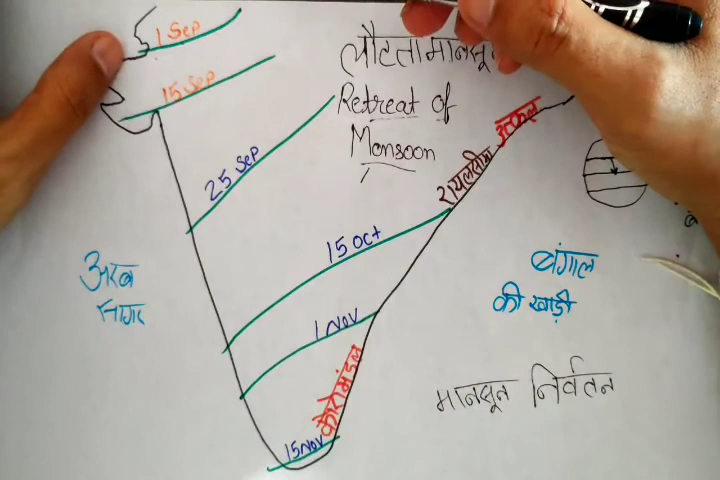 1 Sep
15 Sep
लौटता मानसून
Retreat of
Monsoon
उत्कल
25 Sep
रायलसीमा
15 Oct
अरब
सागर
बंगाल
की खाड़ी
1 Nov
कोरोमंडल
मानसून निर्वतन
15 Nov